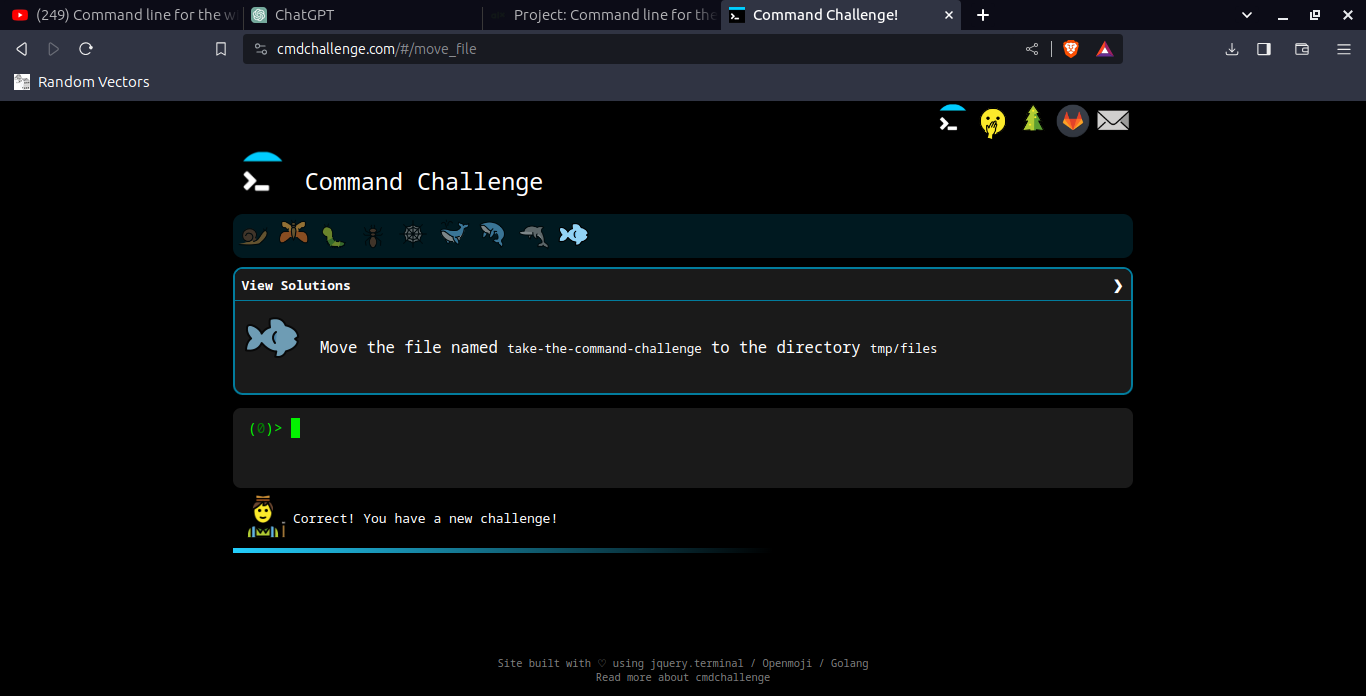 (249) Command line for the w
ChatGPT
Project: Command line for the
Command Challenge!
cmdchallenge.com/#/move_file
Random Vectors
Command Challenge
View Solutions
Move the file named take-the-command-challenge to the directory tmp/files
(0)>
Correct! You have a new challenge!
Site built with ♡ using jquery.terminal / Openmoji / Golang
Read more about cmdchallenge